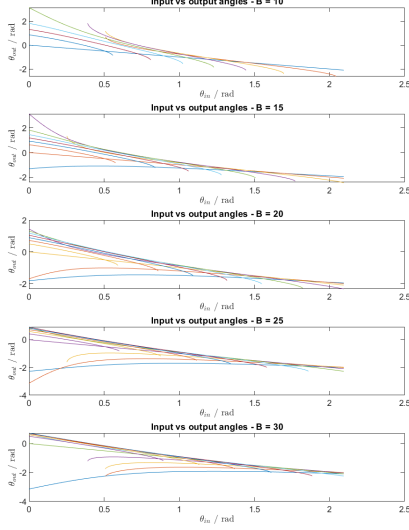 Input vs output angles - B = 10
2
0
-2
θout / rad
0 0.5 1 1.5 2 2.5
θin / rad
Input vs output angles - B = 15
2
0
-2
θout / rad
0 0.5 1 1.5 2 2.5
θin / rad
Input vs output angles - B = 20
2
0
-2
θout / rad
0 0.5 1 1.5 2 2.5
θin / rad
Input vs output angles - B = 25
0
-2
-4
θout / rad
0 0.5 1 1.5 2 2.5
θin / rad
Input vs output angles - B = 30
0
-2
-4
θout / rad
0 0.5 1 1.5 2 2.5
θin / rad